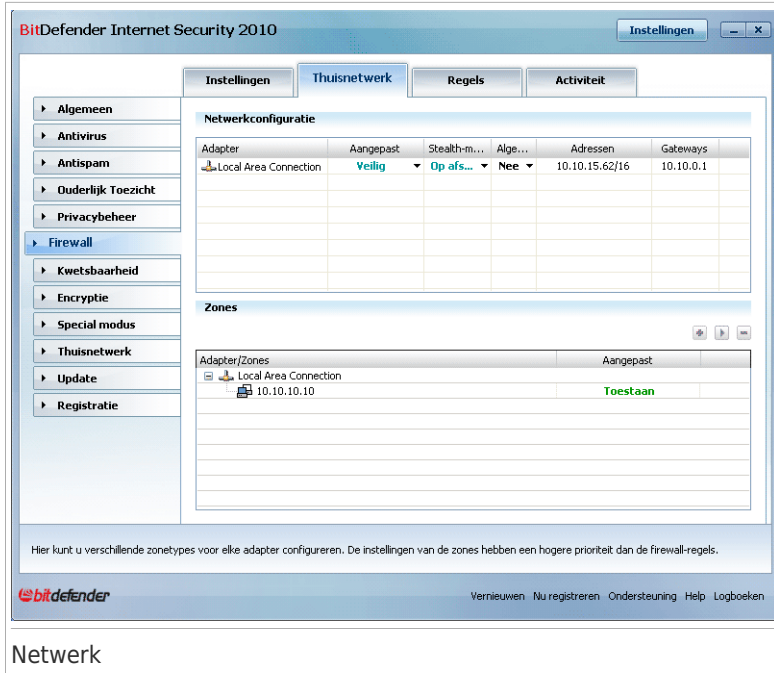 BitDefender Internet Security 2010
Instellingen
Instellingen
Thuisnetwerk
Regels
Activiteit
Algemeen
Antivirus
Antispam
Ouderlijk Toezicht
Privacybeheer
Firewall
Kwetsbaarheid
Encryptie
Special modus
Thuisnetwerk
Update
Registratie
Netwerkconfiguratie
Adapter Aangepast Stealth-m... Alge... Adressen Gateways
Local Area Connection Veilig Op afs... Nee 10.10.15.62/16 10.10.0.1
Zones
Adapter/Zones Aangepast
Local Area Connection
10.10.10.10 Toestaan
Hier kunt u verschillende zonetypes voor elke adapter configureren. De instellingen van de zones hebben een hogere prioriteit dan de firewall-regels.
bitdefender
Vernieuwen Nu registreren Ondersteuning Help Logboeken
Netwerk